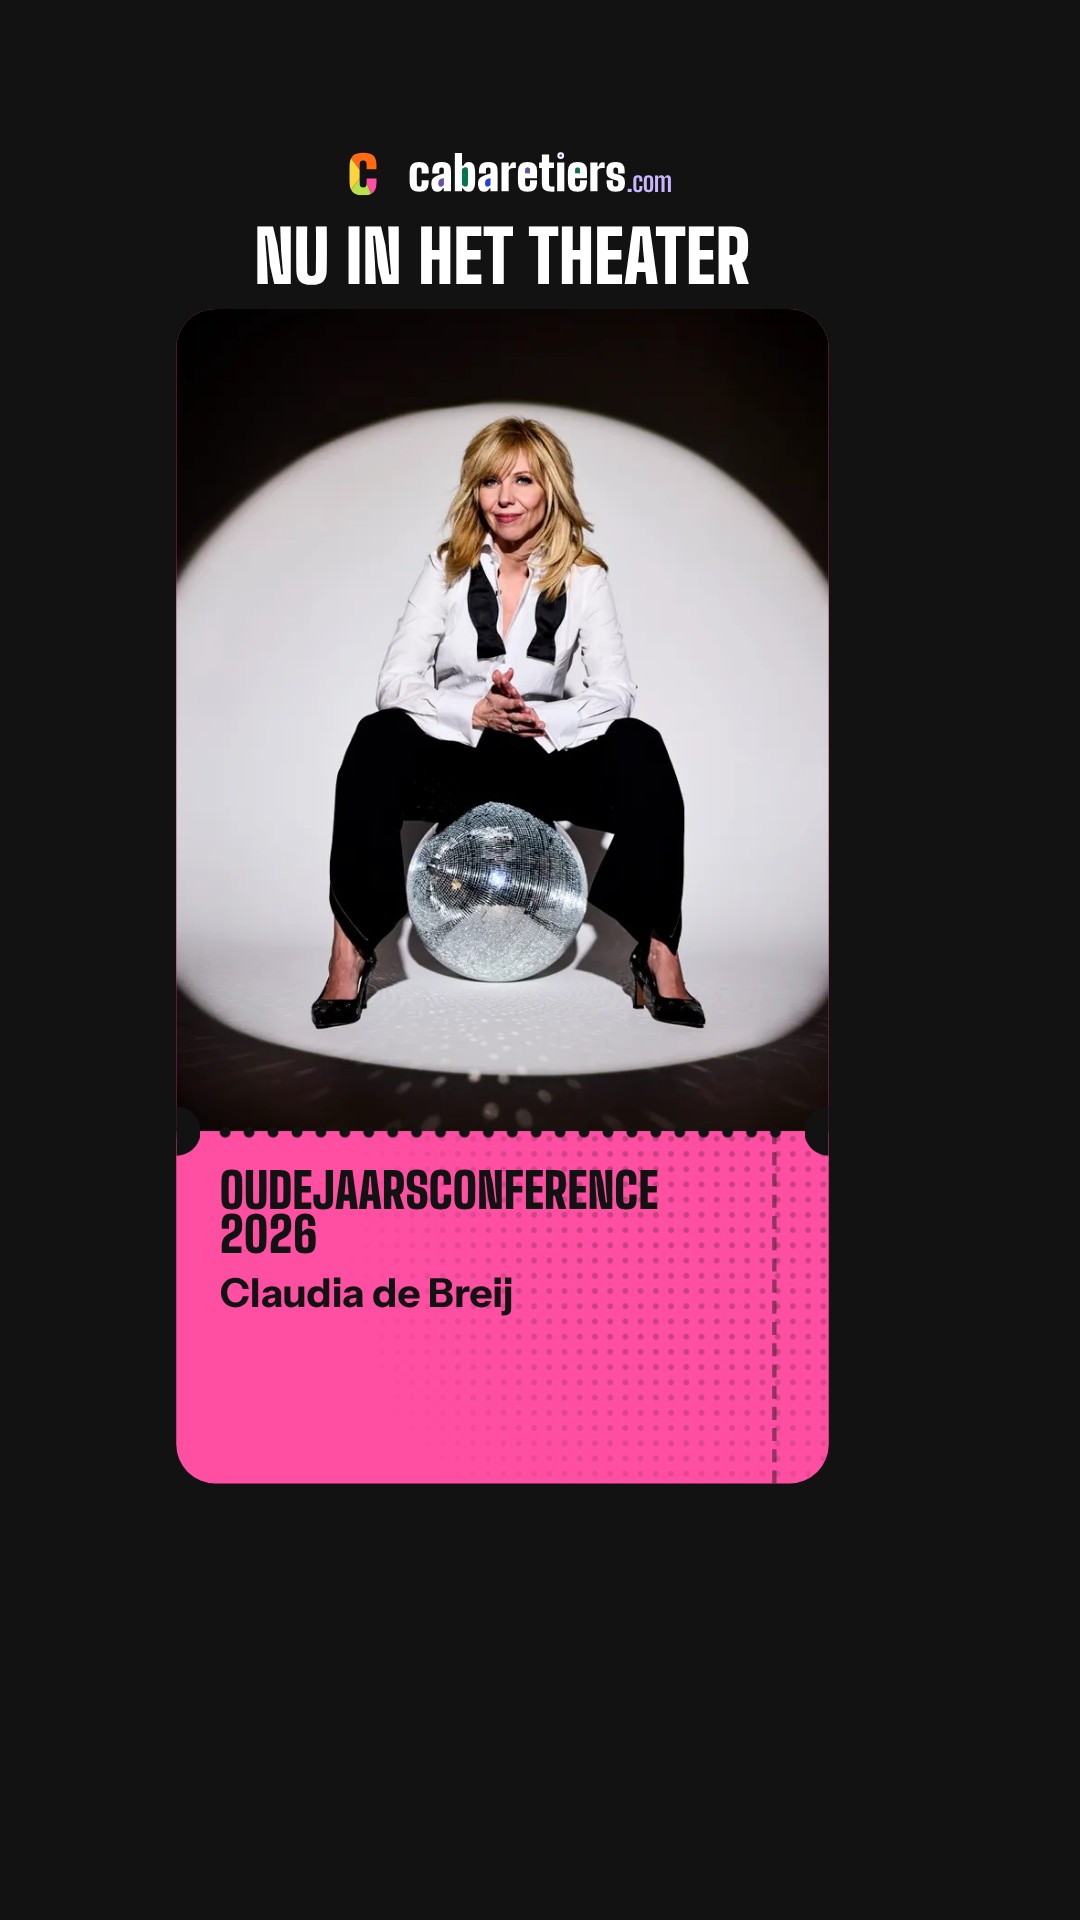 cabaretiers.com
NU IN HET THEATER
OUDEJAARSCONFERENCE
2026
Claudia de Breij